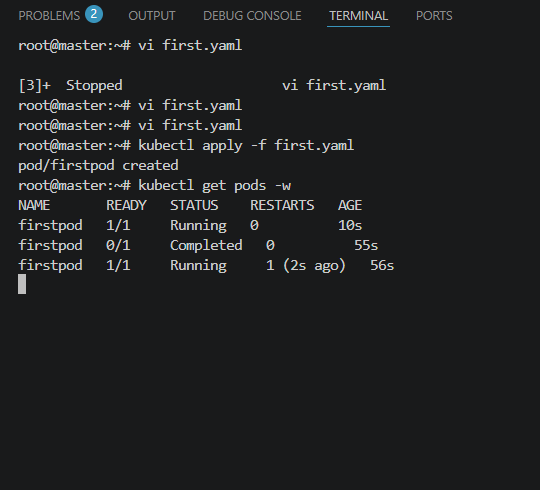 PROBLEMS 2 OUTPUT DEBUG CONSOLE TERMINAL PORTS
root@master:~# vi first.yaml
[3]+  Stopped                 vi first.yaml
root@master:~# vi first.yaml
root@master:~# vi first.yaml
root@master:~# kubectl apply -f first.yaml
pod/firstpod created
root@master:~# kubectl get pods -w
NAME       READY   STATUS    RESTARTS   AGE
firstpod   1/1     Running   0          10s
firstpod   0/1     Completed   0          55s
firstpod   1/1     Running     1 (2s ago)   56s